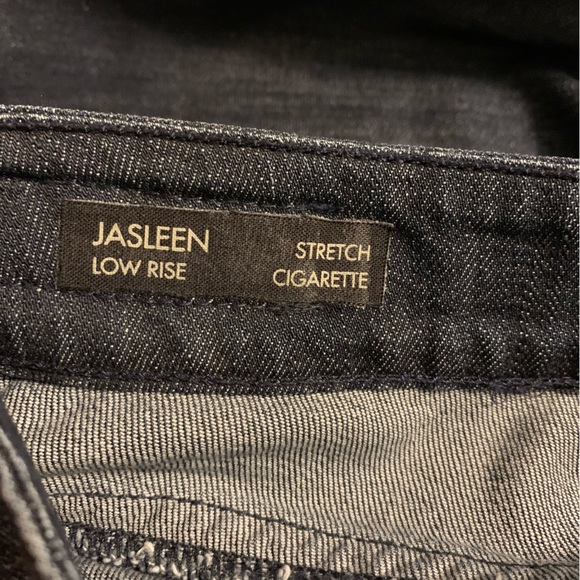 JASLEEN
LOW RISE
STRETCH
CIGARETTE